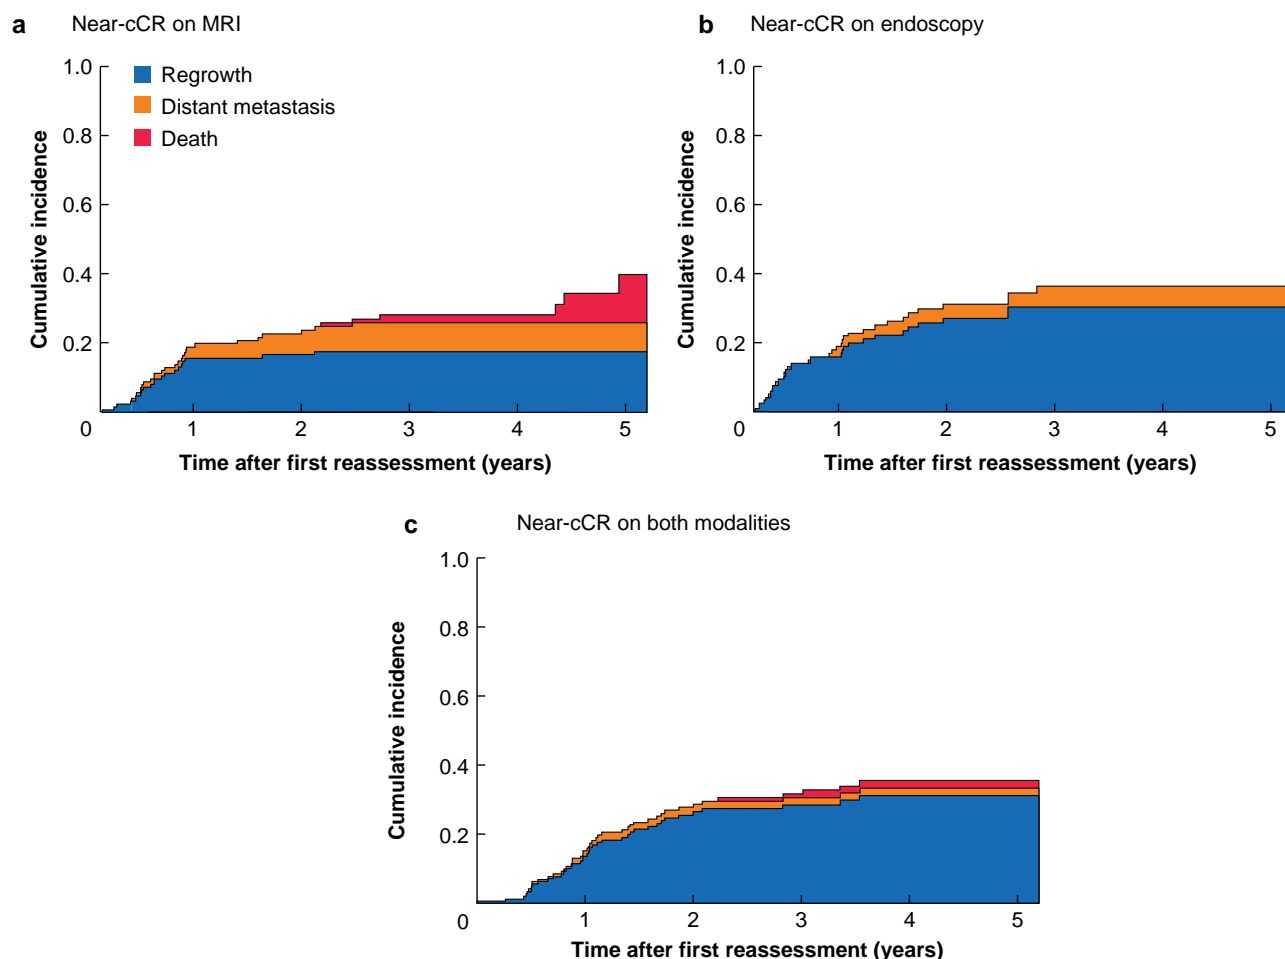 a Near-cCR on MRI
1.0
0.8
0.6
0.4
0.2
0
Cumulative incidence
Regrowth
Distant metastasis
Death
1 2 3 4 5
Time after first reassessment (years)
b Near-cCR on endoscopy
1.0
0.8
0.6
0.4
0.2
0
Cumulative incidence
1 2 3 4 5
Time after first reassessment (years)
c Near-cCR on both modalities
1.0
0.8
0.6
0.4
0.2
0
Cumulative incidence
1 2 3 4 5
Time after first reassessment (years)